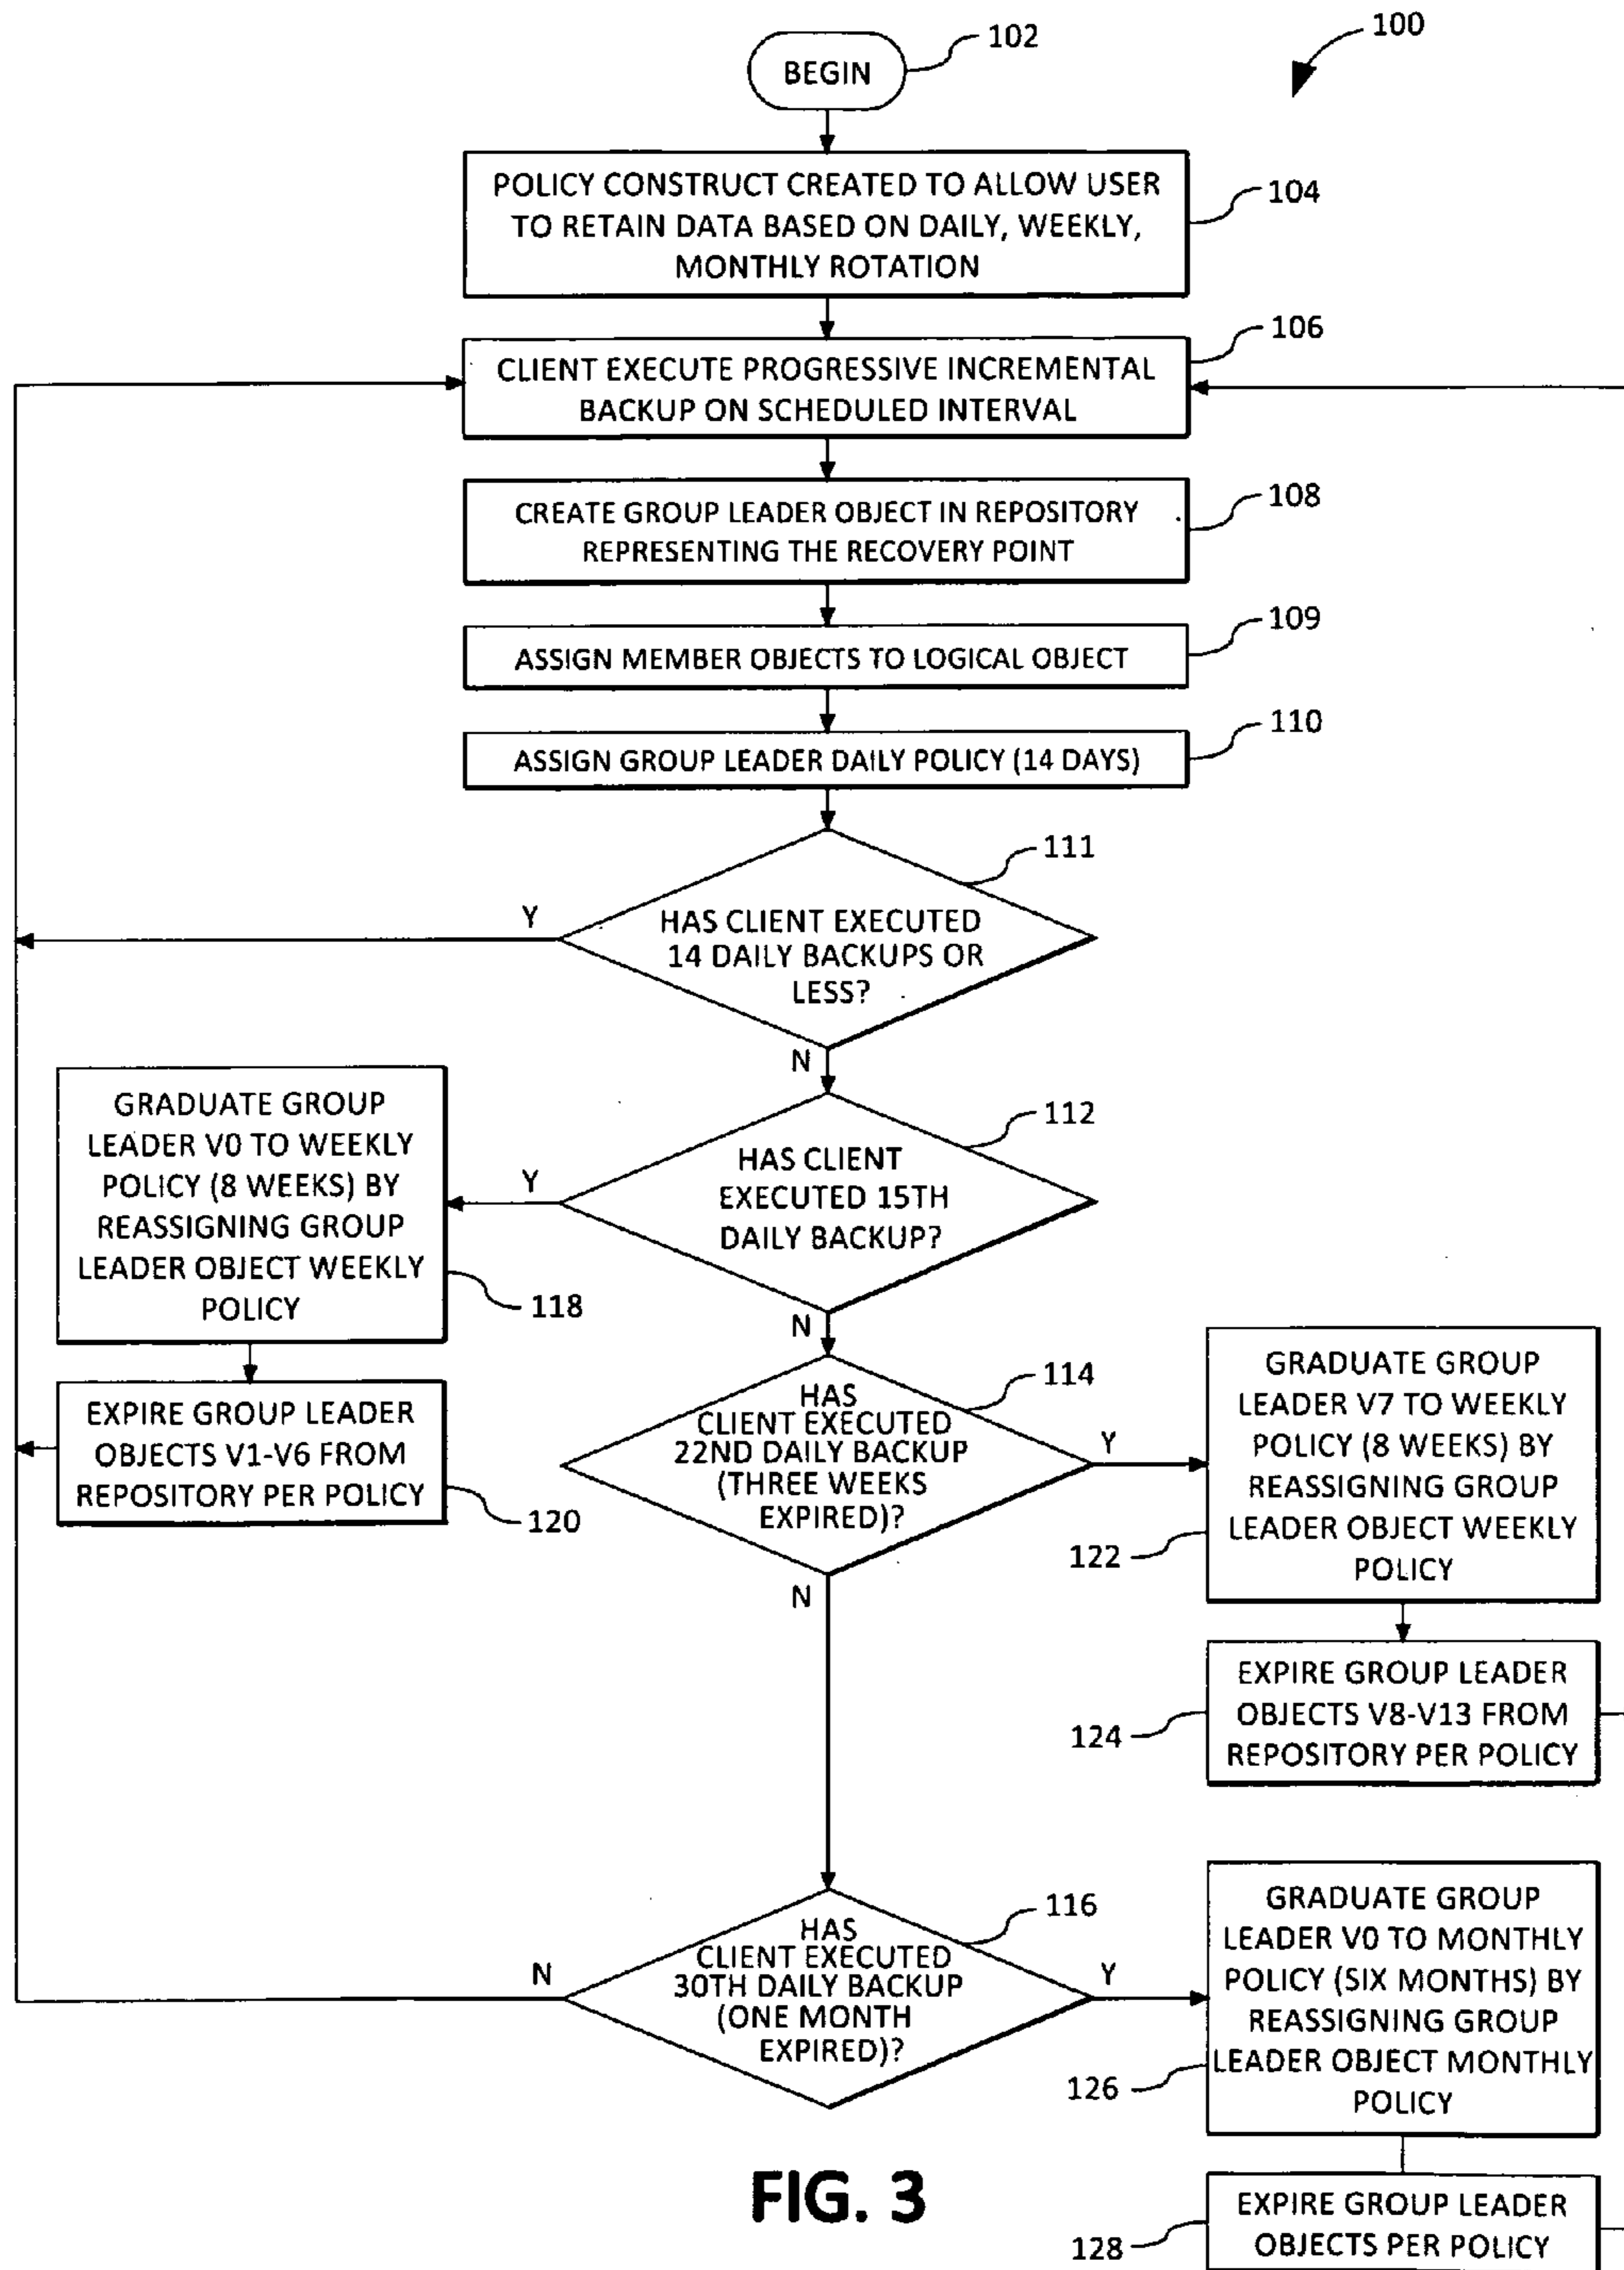 100
BEGIN
102
POLICY CONSTRUCT CREATED TO ALLOW USER
TO RETAIN DATA BASED ON DAILY, WEEKLY,
MONTHLY ROTATION
104
CLIENT EXECUTE PROGRESSIVE INCREMENTAL
BACKUP ON SCHEDULED INTERVAL
106
CREATE GROUP LEADER OBJECT IN REPOSITORY
REPRESENTING THE RECOVERY POINT
108
ASSIGN MEMBER OBJECTS TO LOGICAL OBJECT
109
ASSIGN GROUP LEADER DAILY POLICY (14 DAYS)
110
HAS CLIENT EXECUTED
14 DAILY BACKUPS OR
LESS?
111
Y
N
HAS CLIENT
EXECUTED 15TH
DAILY BACKUP?
112
Y
N
GRADUATE GROUP
LEADER V0 TO WEEKLY
POLICY (8 WEEKS) BY
REASSIGNING GROUP
LEADER OBJECT WEEKLY
POLICY
118
EXPIRE GROUP LEADER
OBJECTS V1-V6 FROM
REPOSITORY PER POLICY
120
HAS
CLIENT EXECUTED
22ND DAILY BACKUP
(THREE WEEKS
EXPIRED)?
114
Y
N
GRADUATE GROUP
LEADER V7 TO WEEKLY
POLICY (8 WEEKS) BY
REASSIGNING GROUP
LEADER OBJECT WEEKLY
POLICY
122
EXPIRE GROUP LEADER
OBJECTS V8-V13 FROM
REPOSITORY PER POLICY
124
HAS
CLIENT EXECUTED
30TH DAILY BACKUP
(ONE MONTH
EXPIRED)?
116
N
Y
GRADUATE GROUP
LEADER V0 TO MONTHLY
POLICY (SIX MONTHS) BY
REASSIGNING GROUP
LEADER OBJECT MONTHLY
POLICY
126
EXPIRE GROUP LEADER
OBJECTS PER POLICY
128
FIG. 3